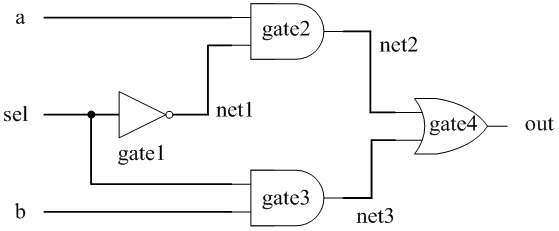 a
gate2
net2
sel
net1
gate1
gate4
out
gate3
b
net3